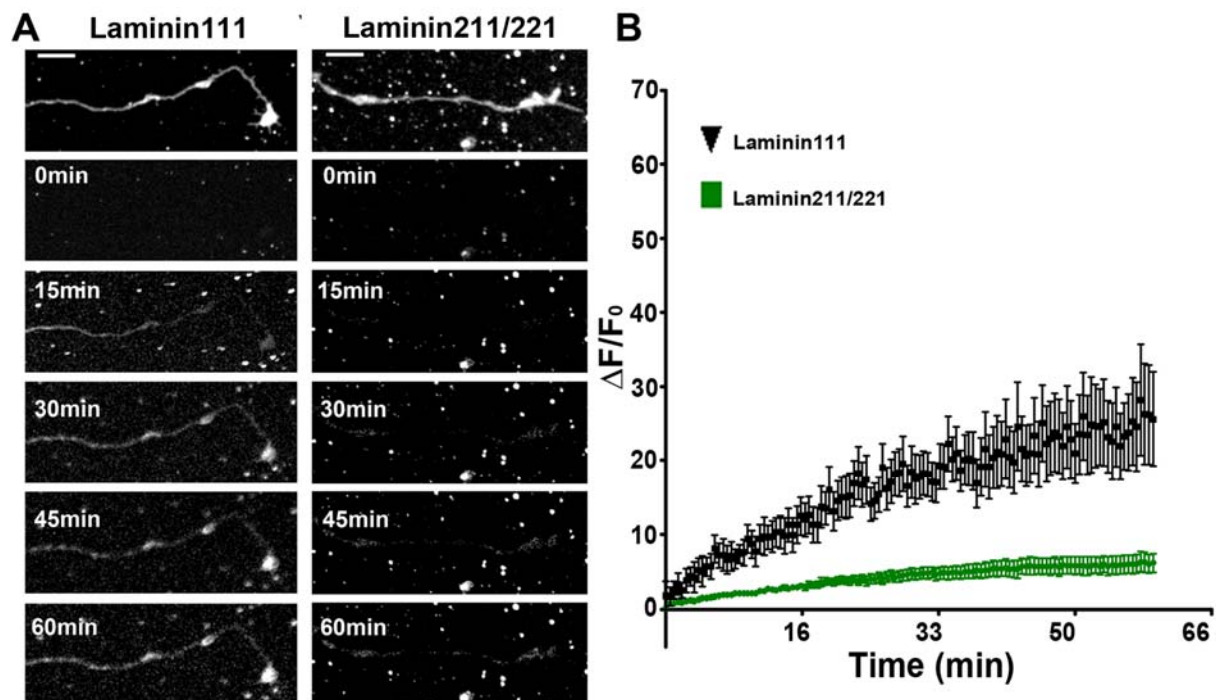 A
Laminin111
Laminin211/221
0min
0min
15min
15min
30min
30min
45min
45min
60min
60min
B
70
60
50
40
30
20
10
0
ΔF/F0
Laminin111
Laminin211/221
16
33
50
66
Time (min)